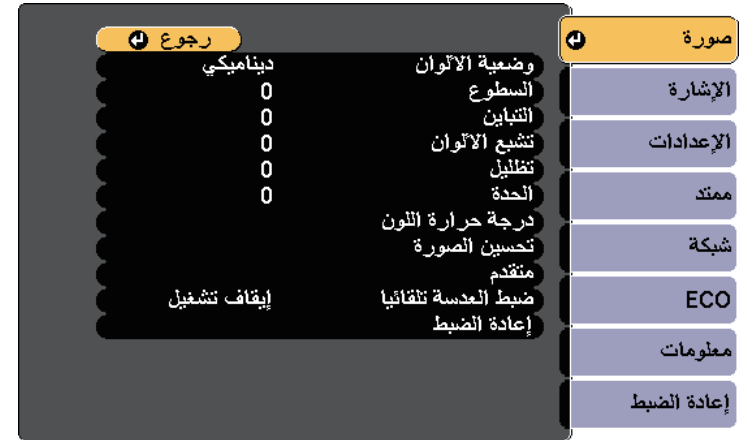 صورة
الإشارة
الإعدادات
ممتد
شبكة
ECO
معلومات
إعادة الضبط
رجوع
وضعية الألوان ديناميكي
السطوع 0
التباين 0
تشبع الألوان 0
تظليل 0
الحدة 0
درجة حرارة اللون
تحسين الصورة
متقدم
ضبط العدسة تلقائيا إيقاف تشغيل
إعادة الضبط